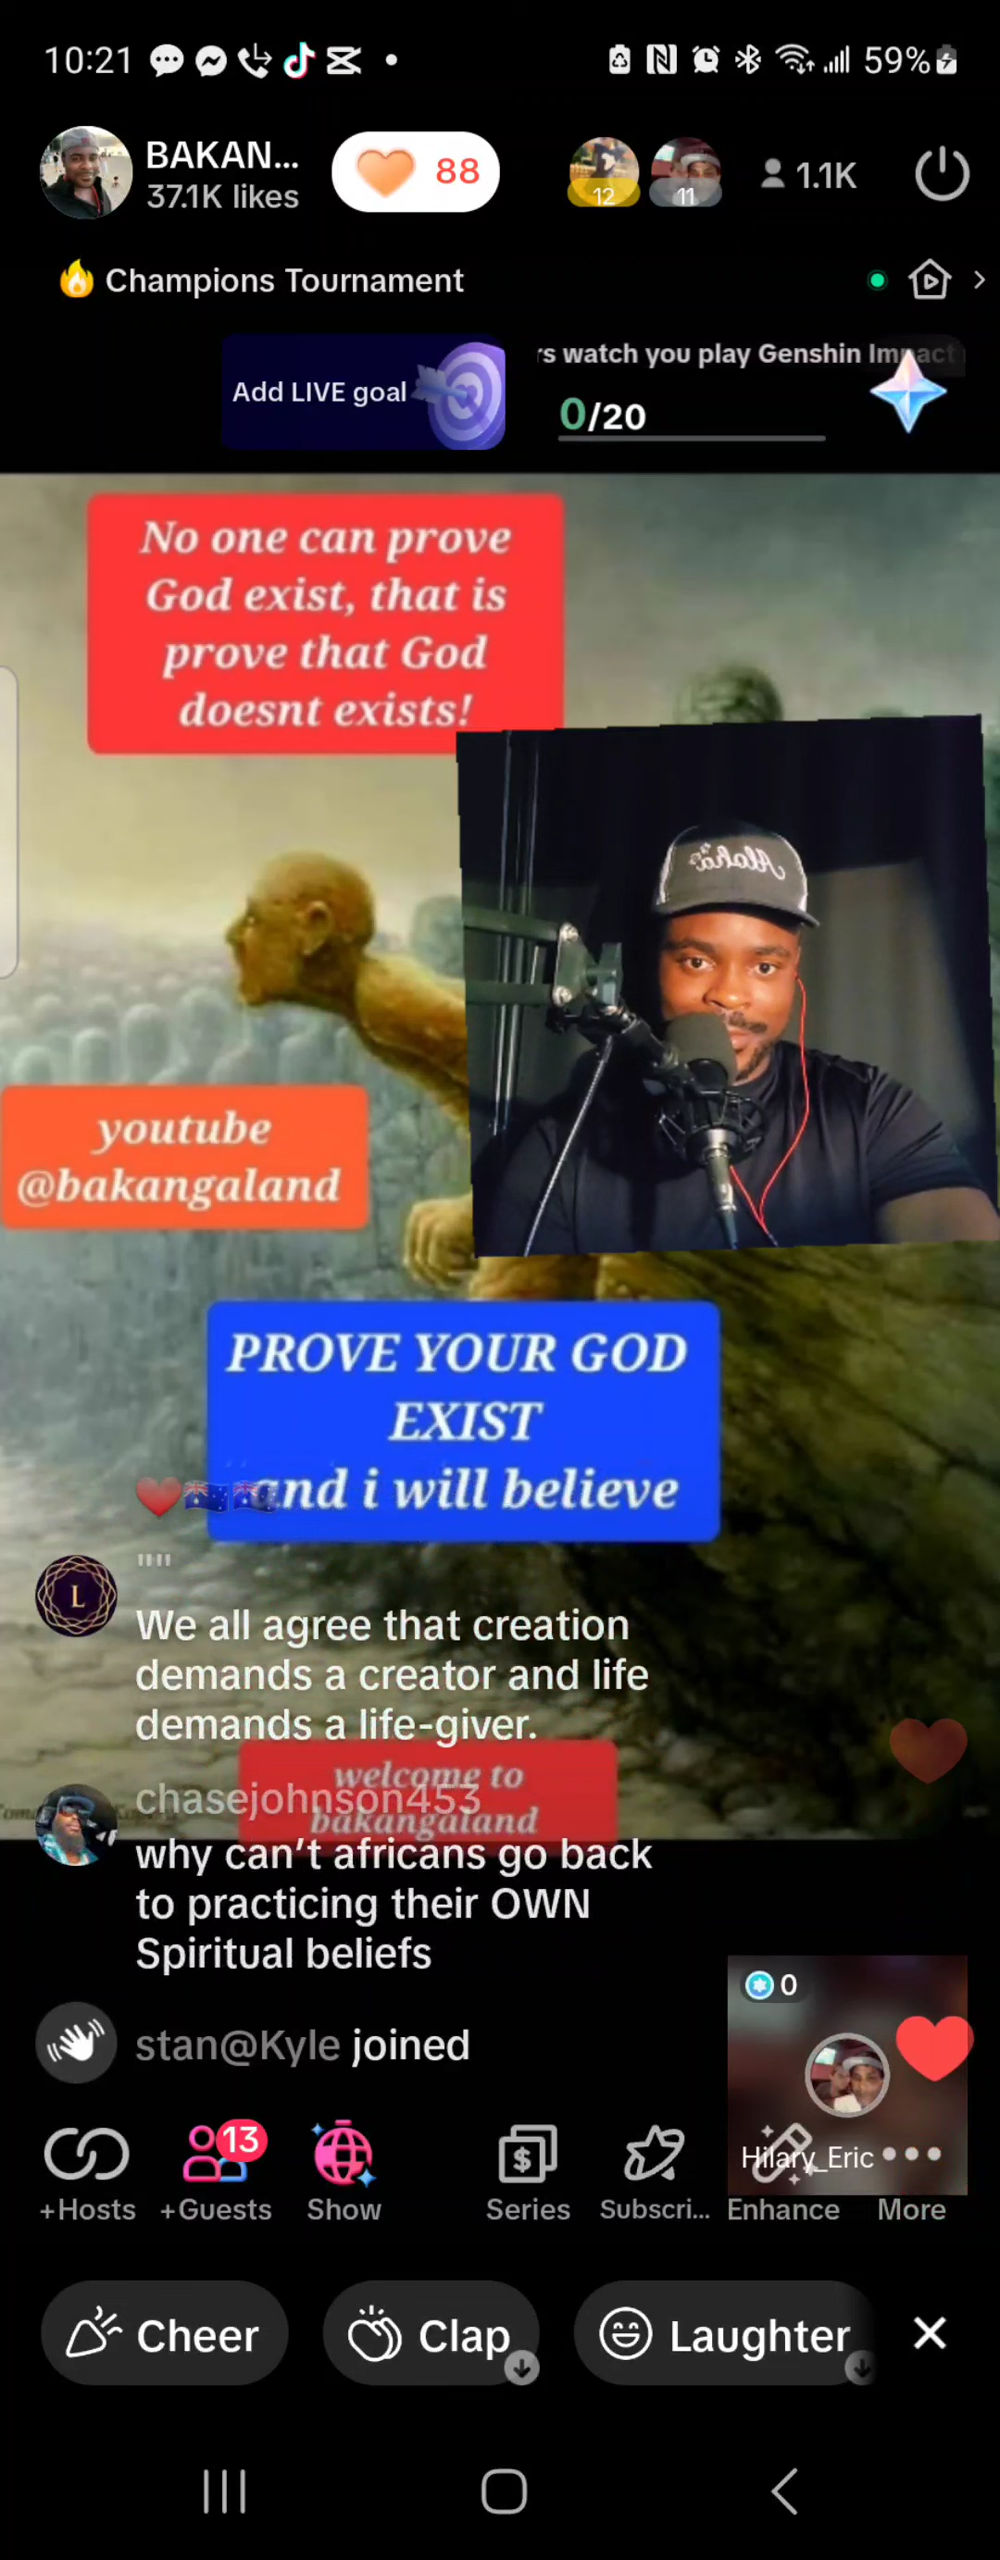 10:21
59%
BAKAN...
37.1K likes
88
12
11
1.1K
Champions Tournament
Add LIVE goal
watch you play Genshin Impact
0/20
No one can prove
God exist, that is
prove that God
doesnt exists!
Aloha
youtube
@bakangaland
PROVE YOUR GOD
EXIST
and i will believe
L
""
We all agree that creation
demands a creator and life
demands a life-giver.
welcome to
bakangaland
chasejohnson453
why can’t africans go back
to practicing their OWN
Spiritual beliefs
0
stan@Kyle joined
13
Hilary_Eric
+Hosts
+Guests
Show
Series
Subscri...
Enhance
More
Cheer
Clap
Laughter